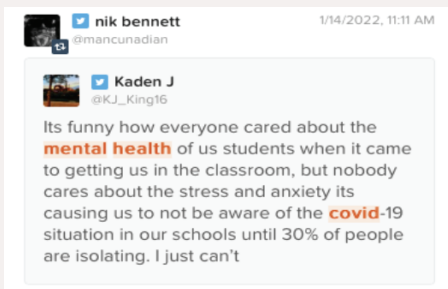 nik bennett 1/14/2022, 11:11 AM
@mancunadian
Kaden J
@KJ_King16
Its funny how everyone cared about the
mental health of us students when it came
to getting us in the classroom, but nobody
cares about the stress and anxiety its
causing us to not be aware of the covid-19
situation in our schools until 30% of people
are isolating. I just can't